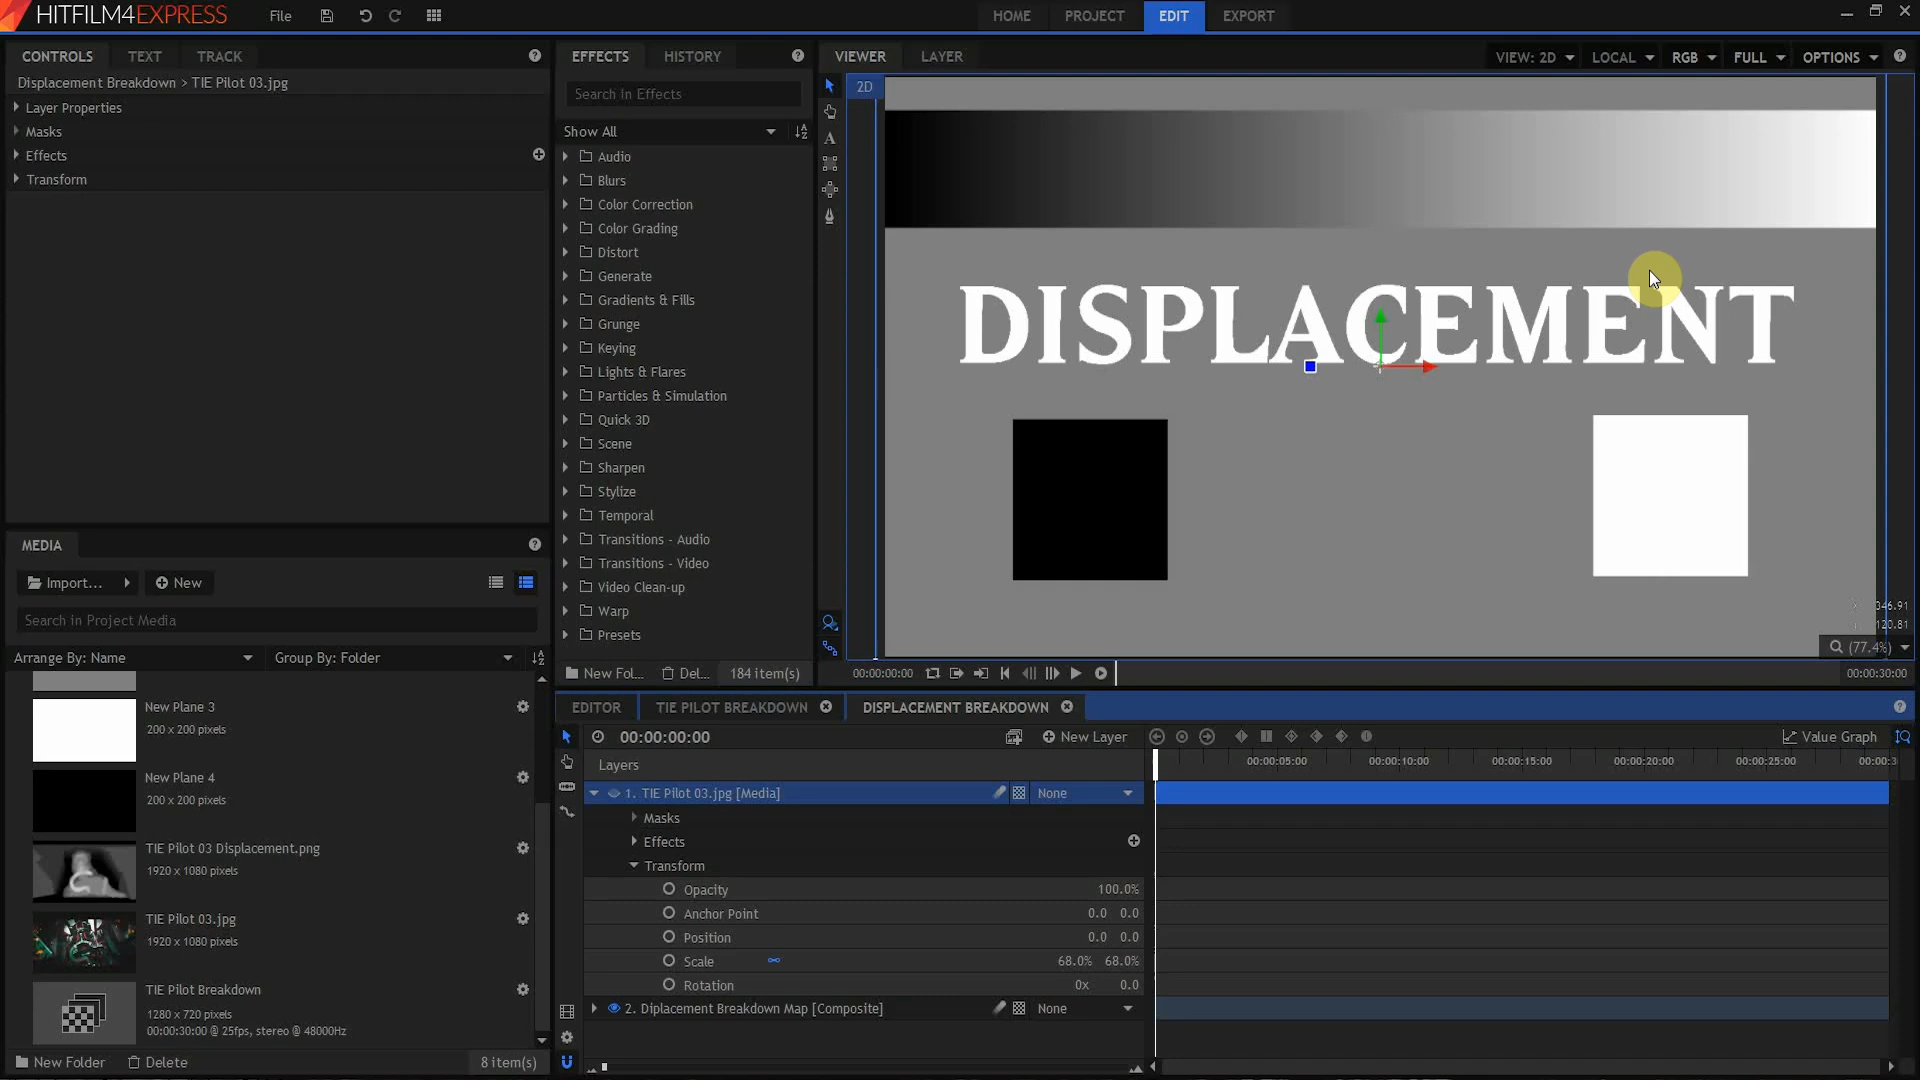 HITFILM4EXPRESS
File
HOME
PROJECT
EDIT
EXPORT
CONTROLS
TEXT
TRACK
Displacement Breakdown > TIE Pilot 03.jpg
Layer Properties
Masks
Effects
Transform
EFFECTS
HISTORY
Search In Effects
Show All
Audio
Blurs
Color Correction
Color Grading
Distort
Generate
Gradients & Fills
Grunge
Keying
Lights & Flares
Particles & Simulation
Quick 3D
Scene
Sharpen
Stylize
Temporal
Transitions - Audio
Transitions - Video
Video Clean-up
Warp
Presets
New Fol...
Del...
184 item(s)
VIEWER
LAYER
VIEW: 2D
LOCAL
RGB
FULL
OPTIONS
2D
DISPLACEMENT
46.91
20.81
(77.4%)
00:00:00:00
00:00:30:00
MEDIA
Import...
New
Search in Project Media
Arrange By: Name
Group By: Folder
New Plane 3
200 x 200 pixels
New Plane 4
200 x 200 pixels
TIE Pilot 03 Displacement.png
1920 x 1080 pixels
TIE Pilot 03.jpg
1920 x 1080 pixels
TIE Pilot Breakdown
1280 x 720 pixels
00:00:30:00 @ 25fps, stereo @ 48000Hz
New Folder
Delete
8 item(s)
EDITOR
TIE PILOT BREAKDOWN
DISPLACEMENT BREAKDOWN
00:00:00:00
New Layer
Value Graph
Layers
00:00:05:00
00:00:10:00
00:00:15:00
00:00:20:00
00:00:25:00
00:00:3
1. TIE Pilot 03.jpg [Media]
None
Masks
Effects
Transform
Opacity
100.0%
Anchor Point
0.0 0.0
Position
0.0 0.0
Scale
68.0% 68.0%
Rotation
0x 0.0
2. Diplacement Breakdown Map [Composite]
None